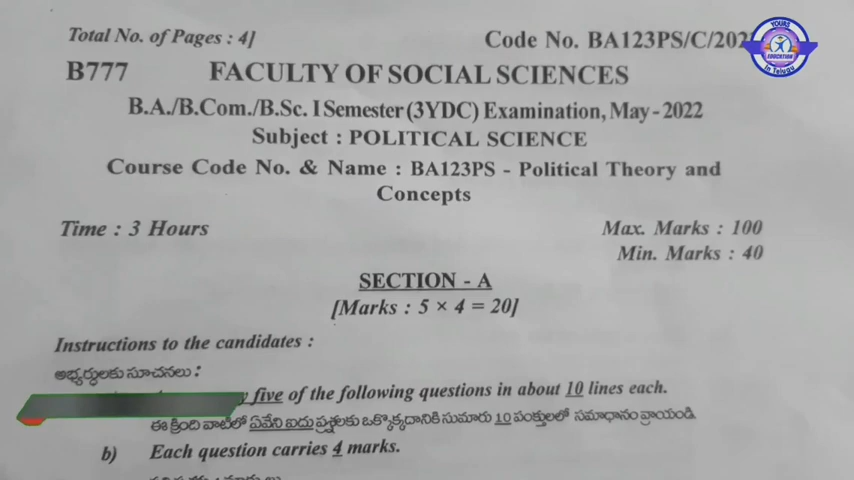 Total No. of Pages : 4]
Code No. BA123PS/C/202
YOURS
EDUCATION
In Telugu
B777 FACULTY OF SOCIAL SCIENCES
B.A./B.Com./B.Sc. I Semester (3YDC) Examination, May - 2022
Subject : POLITICAL SCIENCE
Course Code No. & Name : BA123PS - Political Theory and
Concepts
Time : 3 Hours
Max. Marks : 100
Min. Marks : 40
SECTION - A
[Marks : 5 × 4 = 20]
Instructions to the candidates :
అభ్యర్థులకు సూచనలు :
five of the following questions in about 10 lines each.
ఈ క్రింది వాటిలో ఏవేని ఐదు ప్రశ్నలకు ఒక్కొక్కదానికి సుమారు 10 పంక్తులలో సమాధానం వ్రాయండి
b) Each question carries 4 marks.